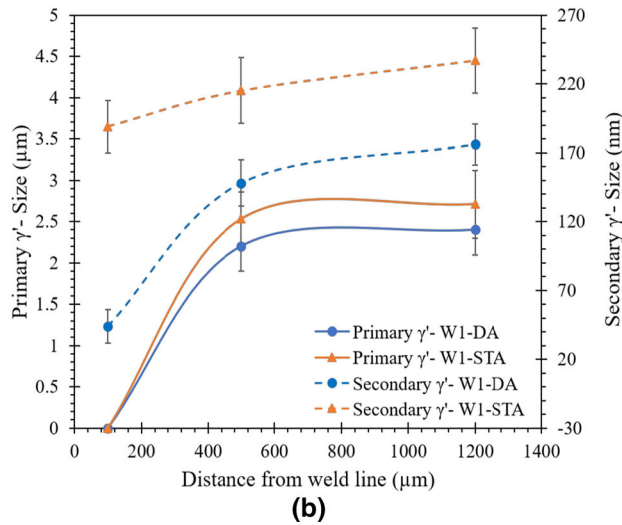 Primary γ'- Size (µm)
5
4.5
4
3.5
3
2.5
2
1.5
1
0.5
0
270
220
170
120
70
20
-30
Secondary γ'- Size (nm)
Primary γ'- W1-DA
Primary γ'- W1-STA
Secondary γ'- W1-DA
Secondary γ'- W1-STA
0 200 400 600 800 1000 1200 1400
Distance from weld line (µm)
(b)